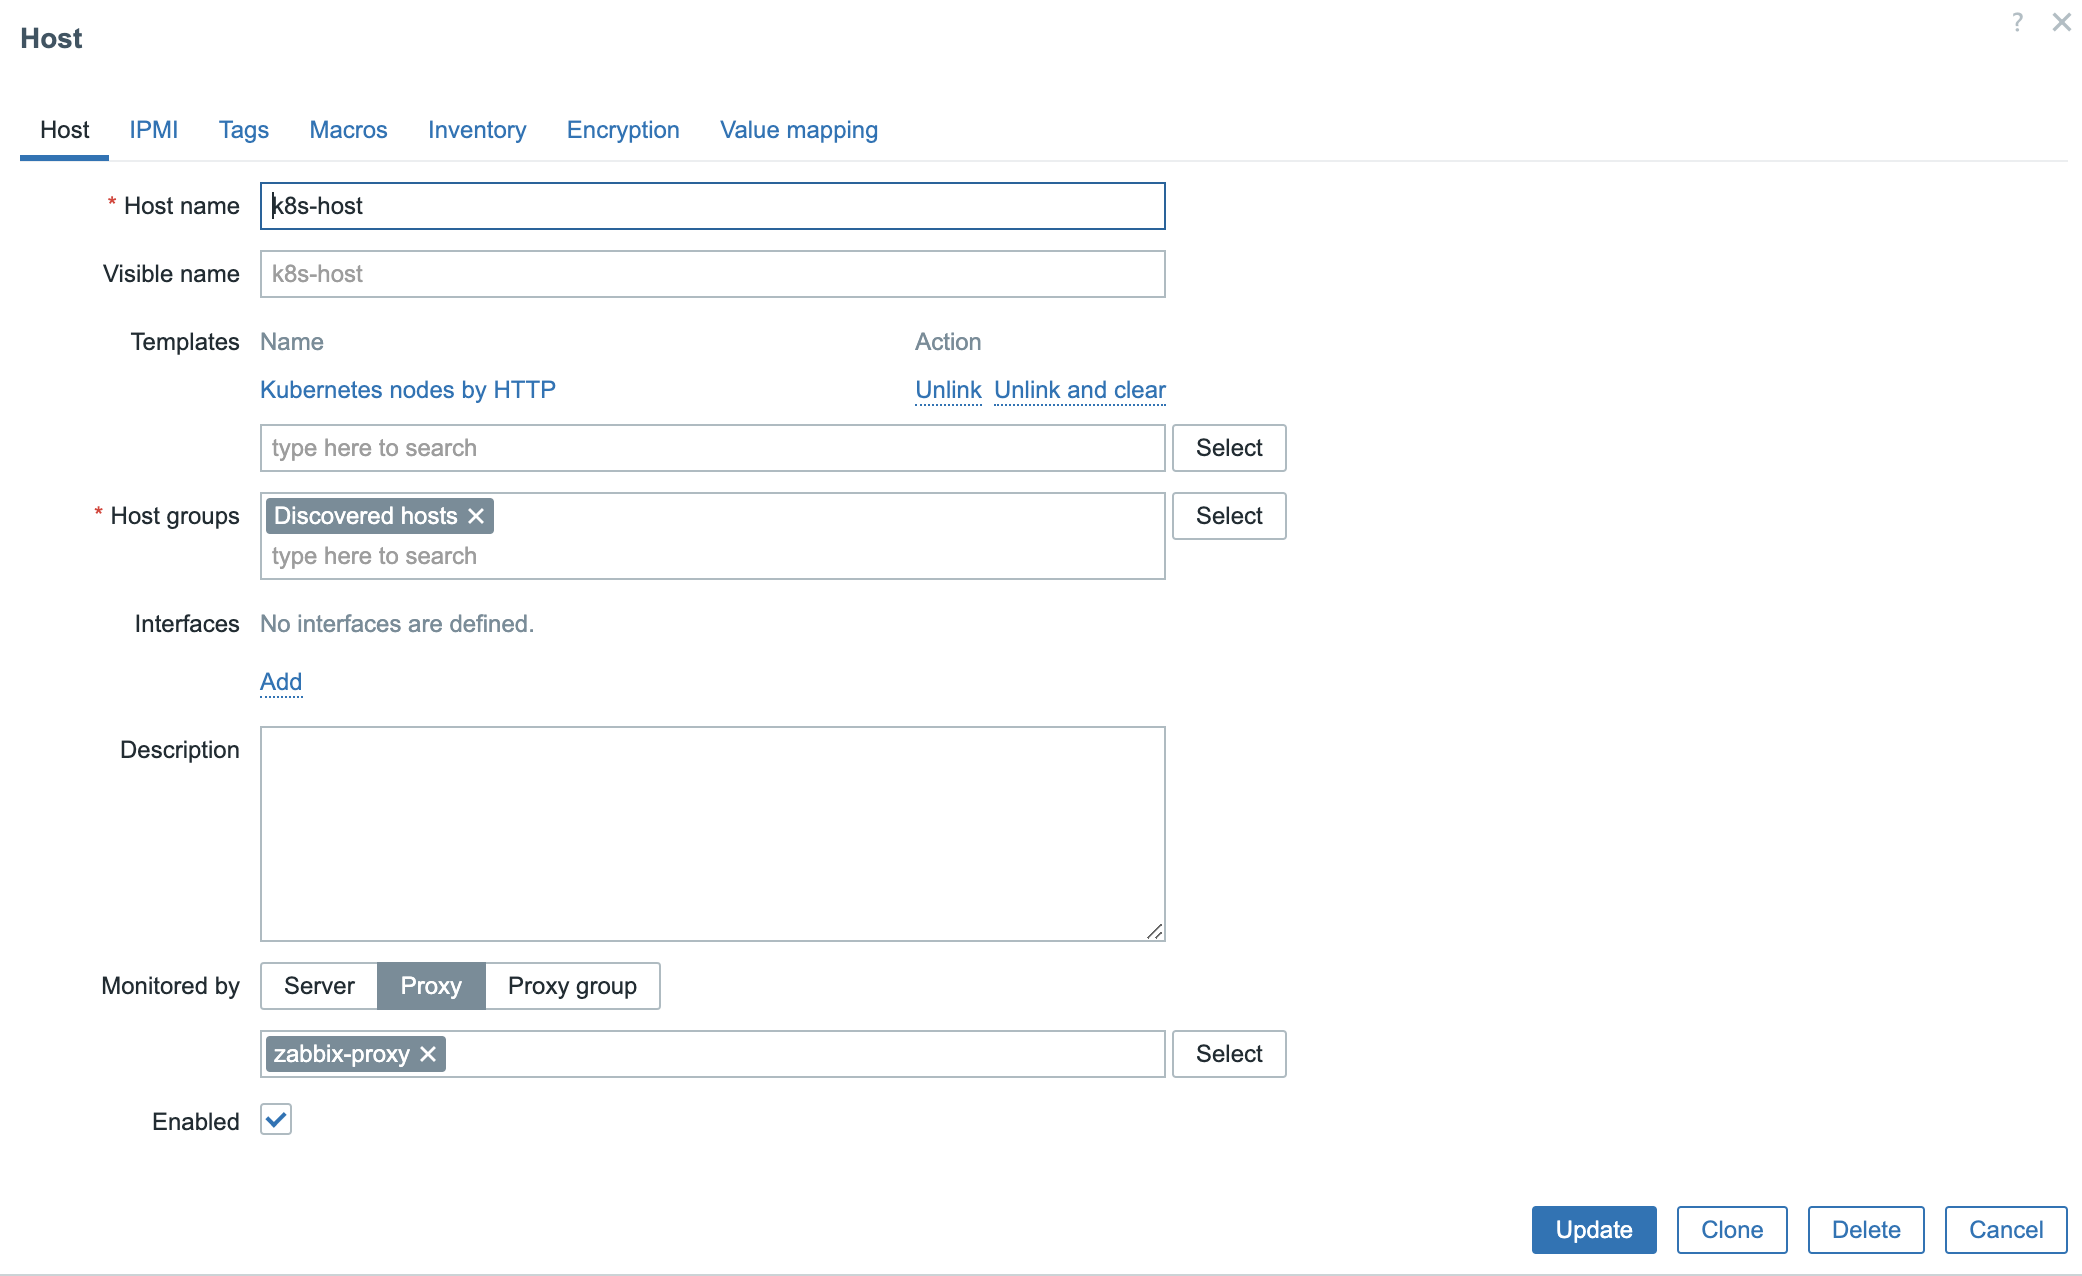 Host
?
Host IPMI Tags Macros Inventory Encryption Value mapping
* Host name k8s-host
Visible name k8s-host
Templates Name Action
Kubernetes nodes by HTTP Unlink Unlink and clear
type here to search Select
* Host groups Discovered hosts Select
type here to search
Interfaces No interfaces are defined.
Add
Description
Monitored by Server Proxy Proxy group
zabbix-proxy Select
Enabled
Update Clone Delete Cancel